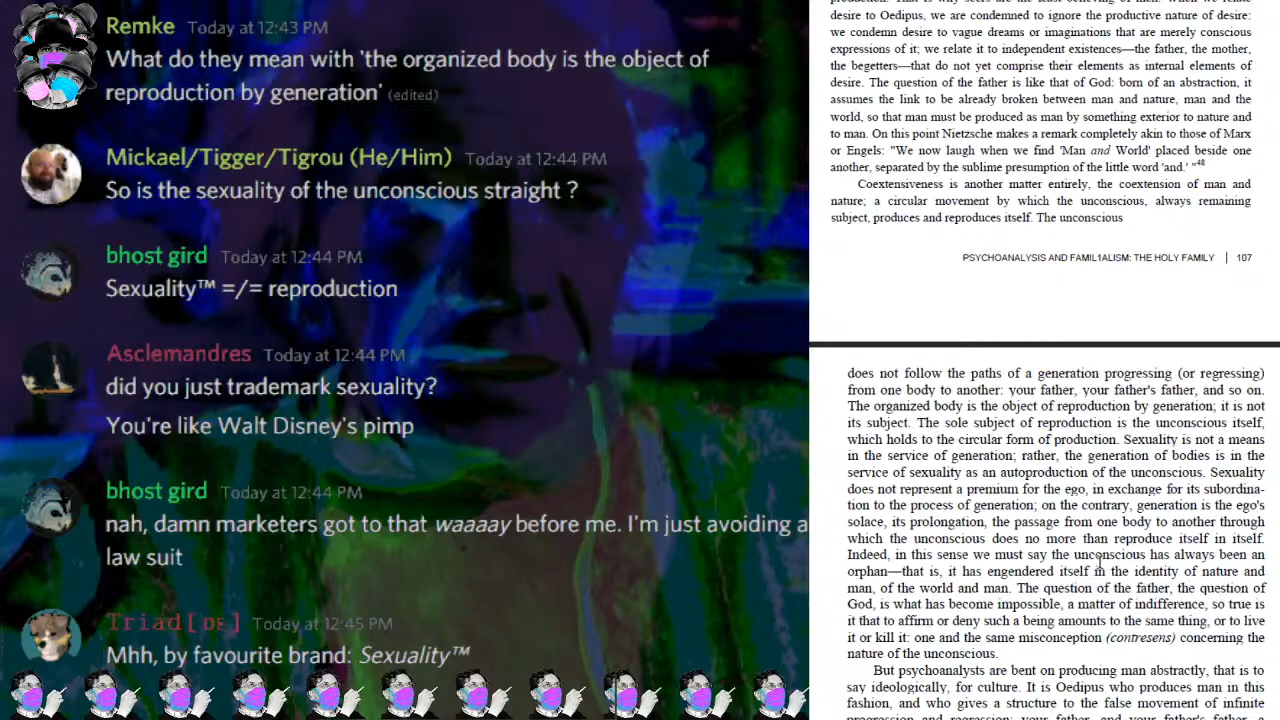 Remke Today at 12:43 PM
What do they mean with 'the organized body is the object of
reproduction by generation' (edited)
Mickael/Tigger/Tigrou (He/Him) Today at 12:44 PM
So is the sexuality of the unconscious straight ?
bhost gird Today at 12:44 PM
Sexuality™ =/= reproduction
Asclemandres Today at 12:44 PM
did you just trademark sexuality?
You're like Walt Disney's pimp
bhost gird Today at 12:44 PM
nah, damn marketers got to that waaaay before me. I'm just avoiding a
law suit
Triad[DE] Today at 12:45 PM
Mhh, by favourite brand: Sexuality™
desire to Oedipus, we are condemned to ignore the productive nature of desire:
we condemn desire to vague dreams or imaginations that are merely conscious
expressions of it; we relate it to independent existences—the father, the mother,
the begetters—that do not yet comprise their elements as internal elements of
desire. The question of the father is like that of God: born of an abstraction, it
assumes the link to be already broken between man and nature, man and the
world, so that man must be produced as man by something exterior to nature and
to man. On this point Nietzsche makes a remark completely akin to those of Marx
or Engels: "We now laugh when we find 'Man and World' placed beside one
another, separated by the sublime presumption of the little word 'and.' "48
Coextensiveness is another matter entirely, the coextension of man and
nature; a circular movement by which the unconscious, always remaining
subject, produces and reproduces itself. The unconscious
PSYCHOANALYSIS AND FAMIL1ALISM: THE HOLY FAMILY | 107
does not follow the paths of a generation progressing (or regressing)
from one body to another: your father, your father's father, and so on.
The organized body is the object of reproduction by generation; it is not
its subject. The sole subject of reproduction is the unconscious itself,
which holds to the circular form of production. Sexuality is not a means
in the service of generation; rather, the generation of bodies is in the
service of sexuality as an autoproduction of the unconscious. Sexuality
does not represent a premium for the ego, in exchange for its subordina-
tion to the process of generation; on the contrary, generation is the ego's
solace, its prolongation, the passage from one body to another through
which the unconscious does no more than reproduce itself in itself.
Indeed, in this sense we must say the unconscious has always been an
orphan—that is, it has engendered itself in the identity of nature and
man, of the world and man. The question of the father, the question of
God, is what has become impossible, a matter of indifference, so true is
it that to affirm or deny such a being amounts to the same thing, or to live
it or kill it: one and the same misconception (contresens) concerning the
nature of the unconscious.
But psychoanalysts are bent on producing man abstractly, that is to
say ideologically, for culture. It is Oedipus who produces man in this
fashion, and who gives a structure to the false movement of infinite